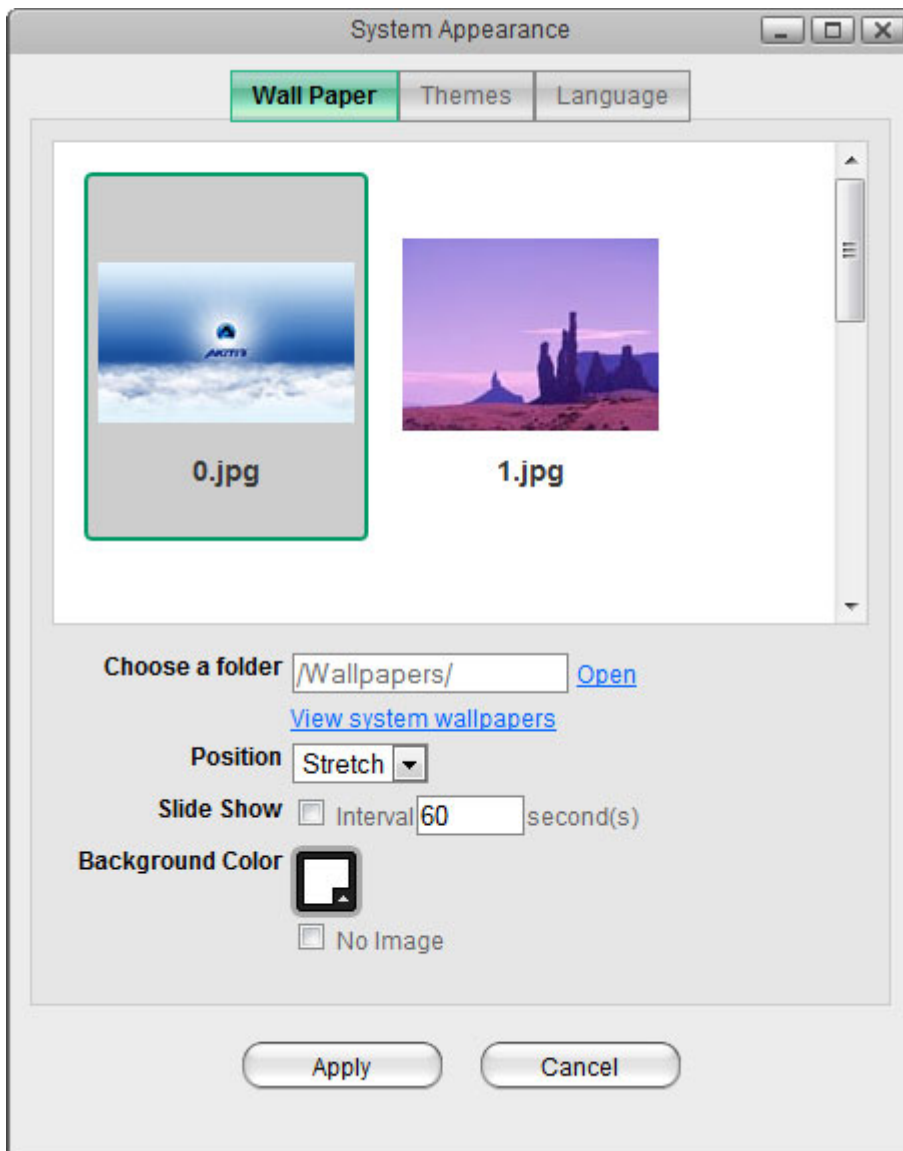 System Appearance
Wall Paper Themes Language
AKiTiO
0.jpg 1.jpg
Choose a folder /Wallpapers/ Open
View system wallpapers
Position Stretch
Slide Show Interval 60 second(s)
Background Color
No Image
Apply Cancel